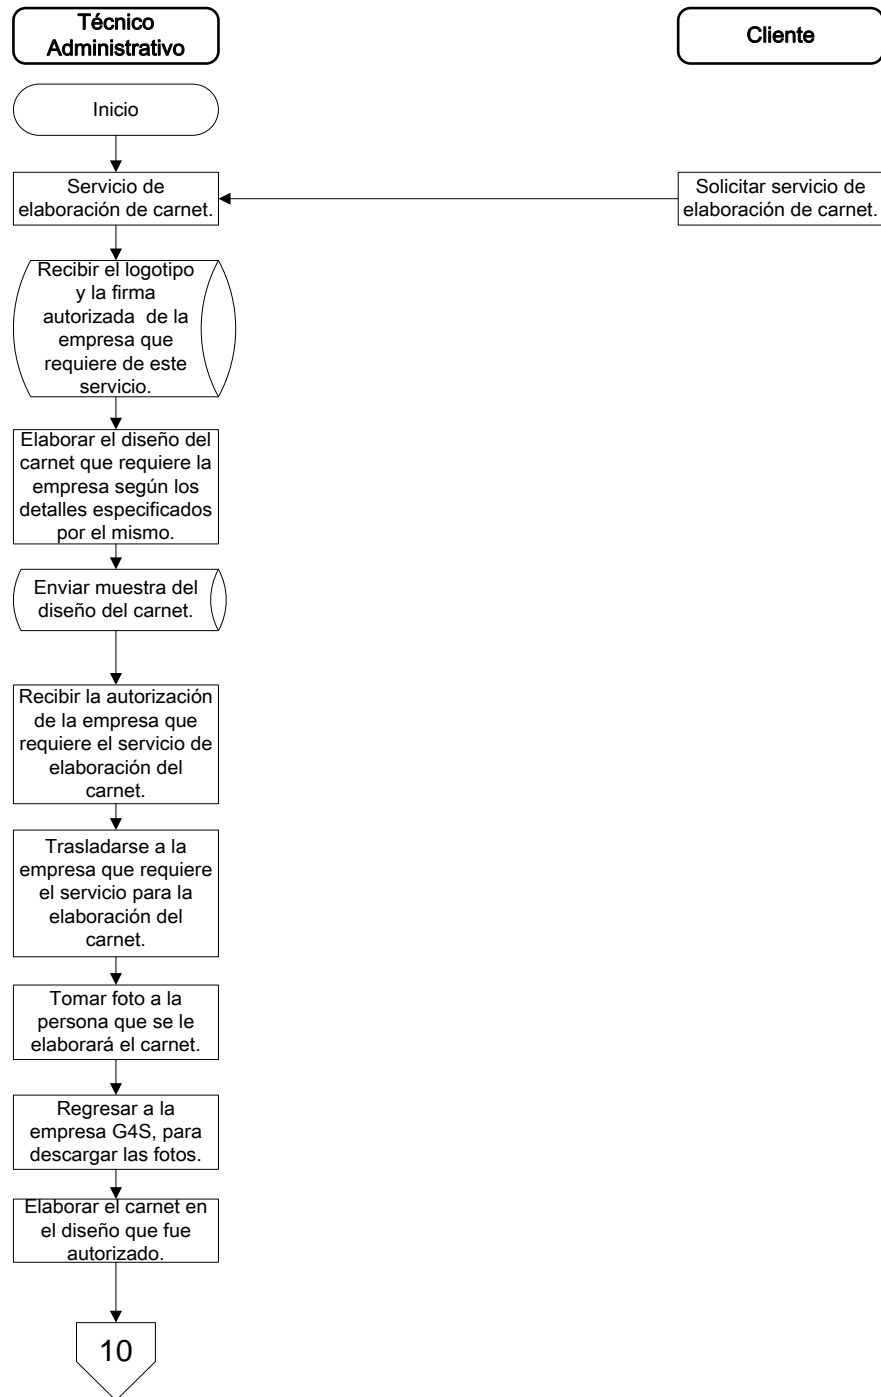 Técnico
Administrativo
Cliente
Inicio
Servicio de
elaboración de carnet.
Solicitar servicio de
elaboración de carnet.
Recibir el logotipo
y la firma
autorizada de la
empresa que
requiere de este
servicio.
Elaborar el diseño del
carnet que requiere la
empresa según los
detalles especificados
por el mismo.
Enviar muestra del
diseño del carnet.
Recibir la autorización
de la empresa que
requiere el servicio de
elaboración del
carnet.
Trasladarse a la
empresa que requiere
el servicio para la
elaboración del
carnet.
Tomar foto a la
persona que se le
elaborará el carnet.
Regresar a la
empresa G4S, para
descargar las fotos.
Elaborar el carnet en
el diseño que fue
autorizado.
10